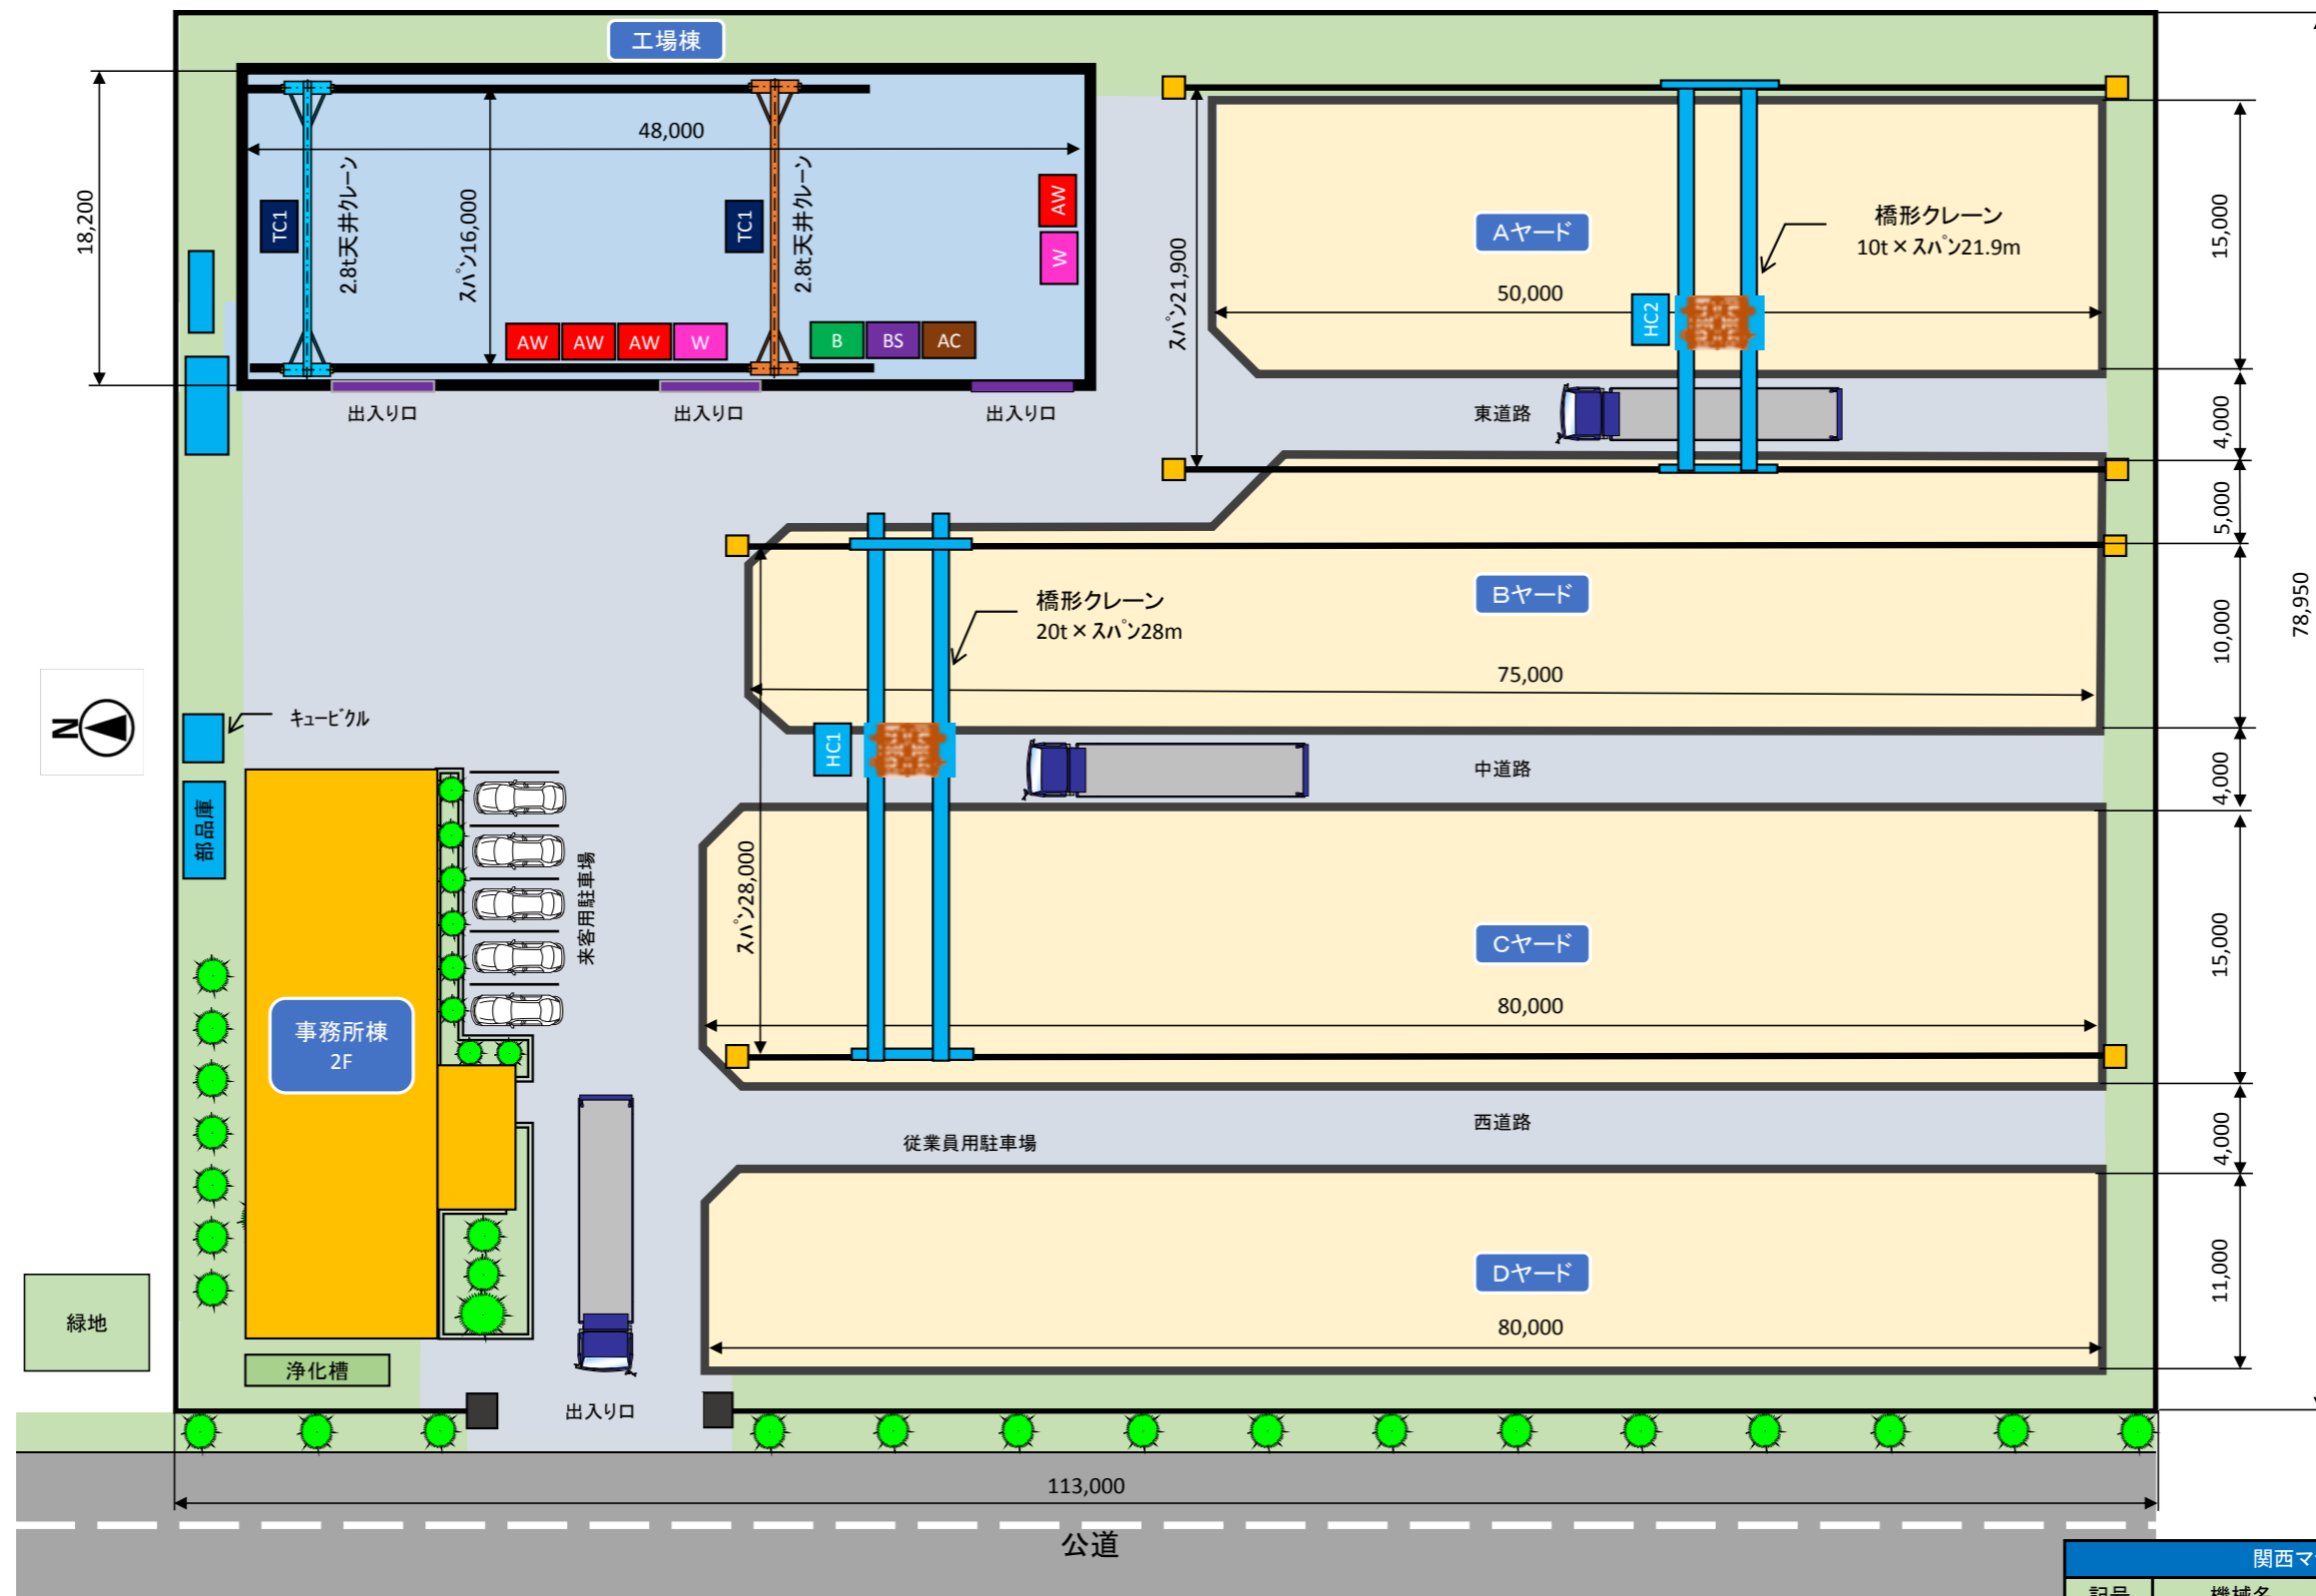 工場棟
18,200
48,000
TC1
2.8t天井クレーン
スパン16,000
TC1
2.8t天井クレーン
AW
W
AW
AW
AW
W
B
BS
AC
出入り口
出入り口
出入り口
スパン21,900
Aヤード
橋形クレーン
10t×スパン21.9m
50,000
HC2
15,000
東道路
4,000
5,000
橋形クレーン
20t×スパン28m
Bヤード
75,000
10,000
78,950
N
キュービクル
HC1
中道路
4,000
部品庫
来客用駐車場
スパン28,000
Cヤード
80,000
15,000
事務所棟
2F
従業員用駐車場
西道路
4,000
Dヤード
80,000
11,000
緑地
浄化槽
出入り口
113,000
公道
関西マ
記号
機械名